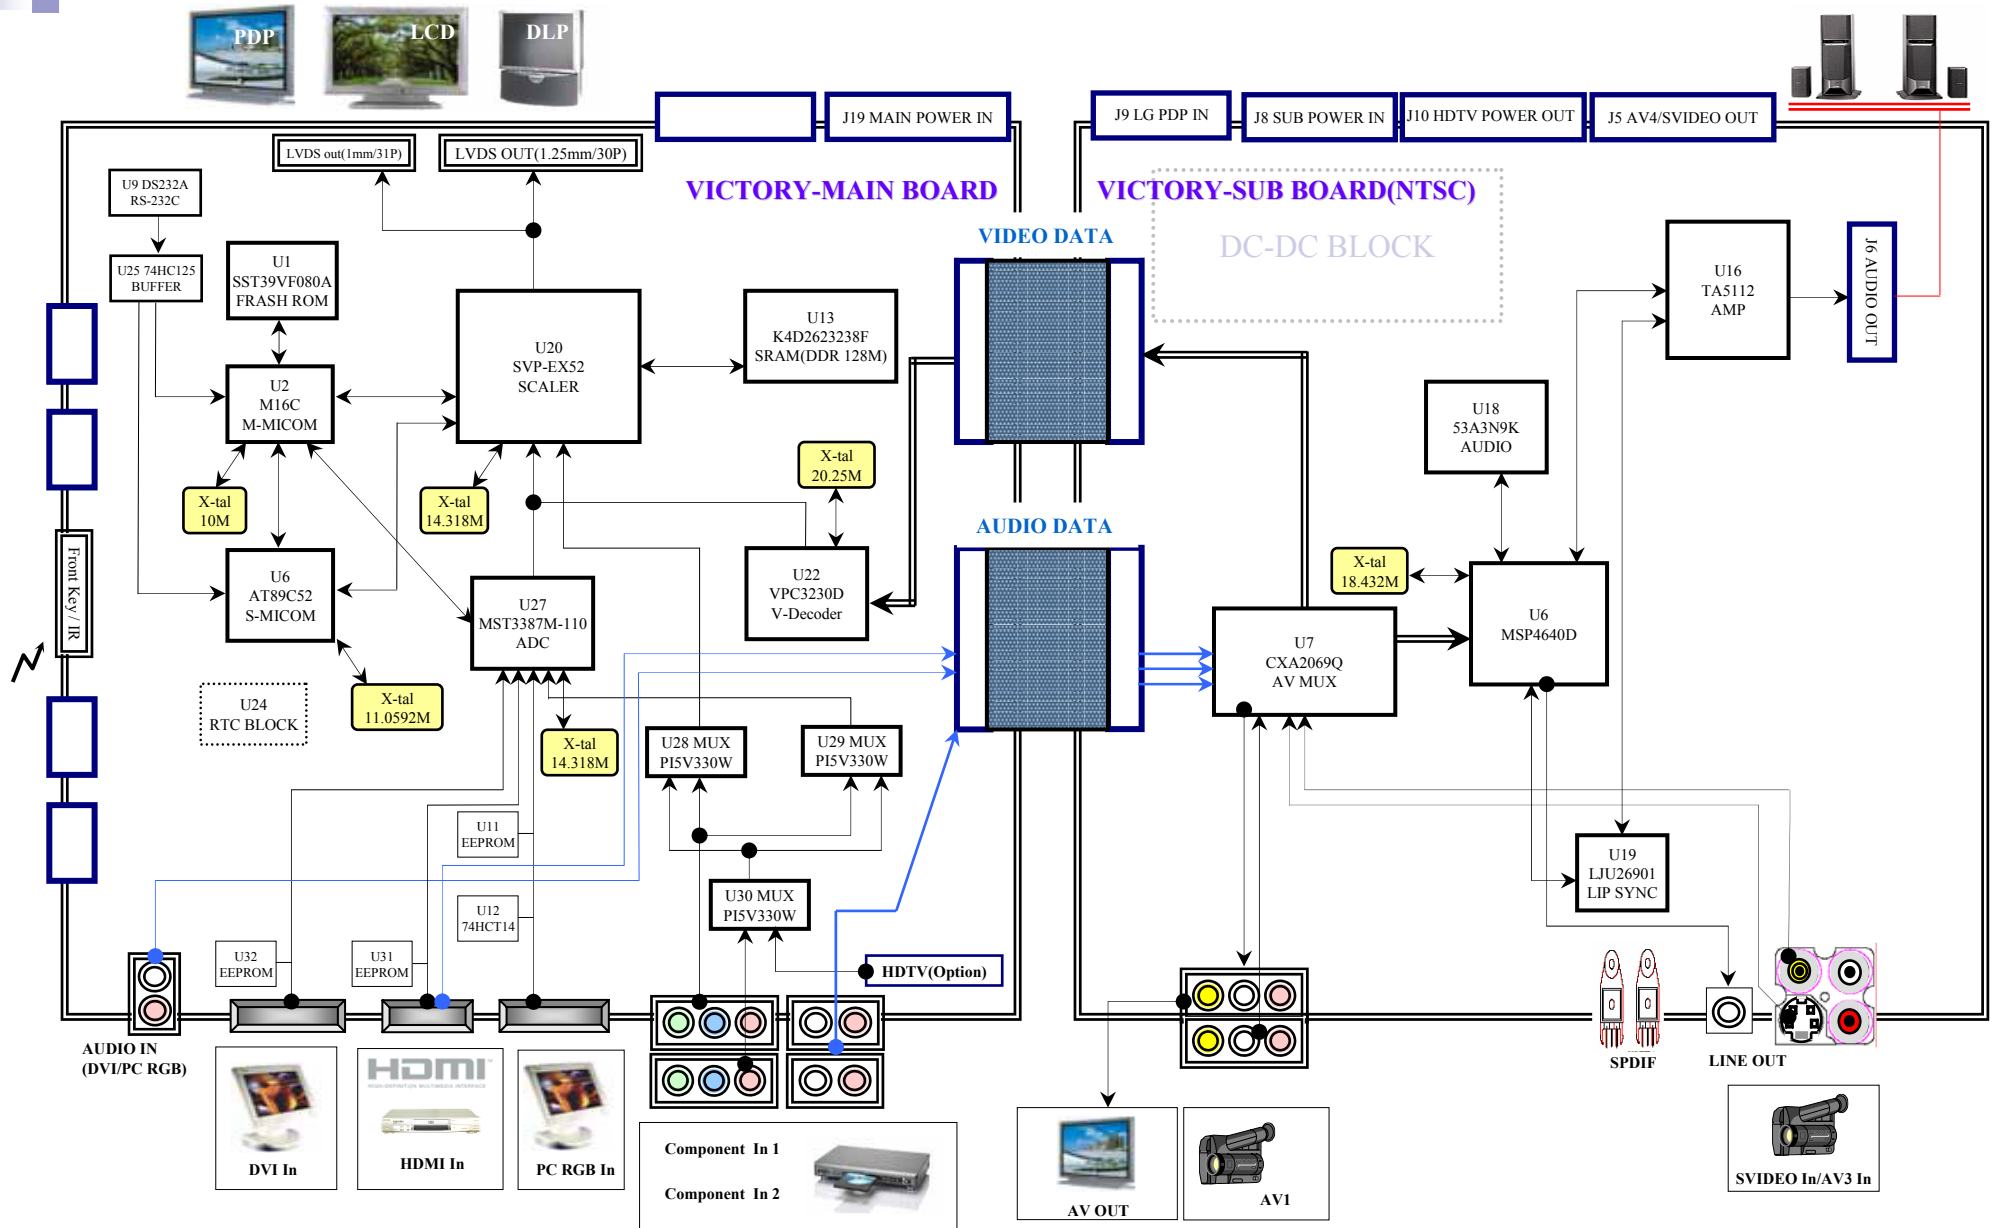 PDP
LCD
DLP
J19 MAIN POWER IN
J9 LG PDP IN
J8 SUB POWER IN
J10 HDTV POWER OUT
J5 AV4/SVIDEO OUT
LVDS out(1mm/31P)
LVDS OUT(1.25mm/30P)
VICTORY-MAIN BOARD
VICTORY-SUB BOARD(NTSC)
U9 DS232A
RS-232C
VIDEO DATA
DC-DC BLOCK
U25 74HC125
BUFFER
U1
SST39VF080A
FRASH ROM
U16
TA5112
AMP
J6 AUDIO OUT
U20
SVP-EX52
SCALER
U13
K4D2623238F
SRAM(DDR 128M)
U2
M16C
M-MICOM
U18
53A3N9K
AUDIO
X-tal
10M
X-tal
14.318M
X-tal
20.25M
AUDIO DATA
Front Key / IR
U6
AT89C52
S-MICOM
U27
MST3387M-110
ADC
U22
VPC3230D
V-Decoder
X-tal
18.432M
U6
MSP4640D
U7
CXA2069Q
AV MUX
U24
RTC BLOCK
X-tal
11.0592M
X-tal
14.318M
U28 MUX
PI5V330W
U29 MUX
PI5V330W
U11
EEPROM
U19
LJU26901
LIP SYNC
U30 MUX
PI5V330W
U12
74HCT14
U32
EEPROM
U31
EEPROM
HDTV(Option)
AUDIO IN
(DVI/PC RGB)
SPDIF
LINE OUT
HDMI™
HIGH-DEFINITION MULTIMEDIA INTERFACE
DVI In
HDMI In
PC RGB In
Component In 1
Component In 2
AV OUT
AV1
SVIDEO In/AV3 In